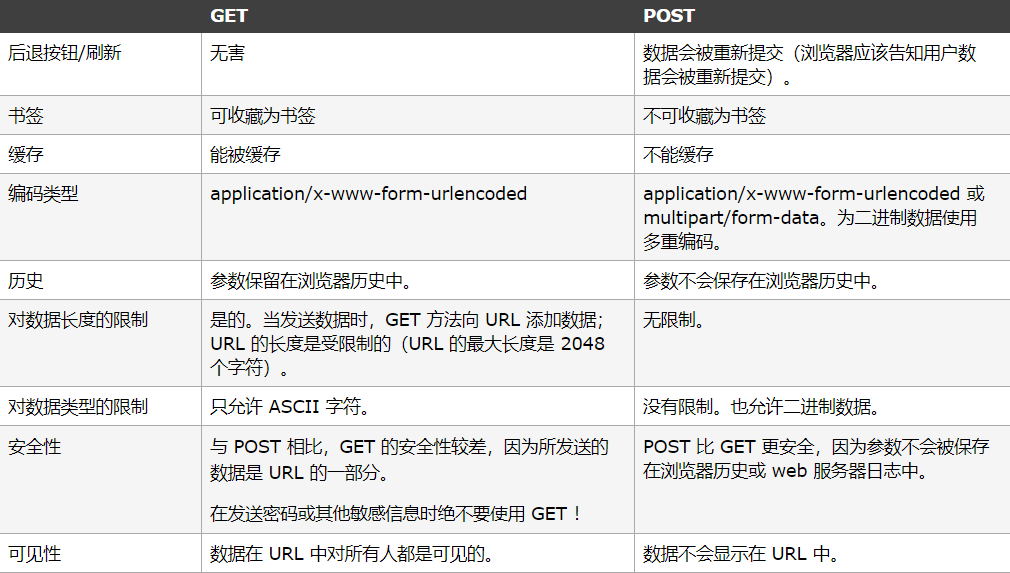 GET POST
后退按钮/刷新 无害 数据会被重新提交（浏览器应该告知用户数
据会被重新提交）。
书签 可收藏为书签 不可收藏为书签
缓存 能被缓存 不能缓存
编码类型 application/x-www-form-urlencoded application/x-www-form-urlencoded 或
multipart/form-data。为二进制数据使用
多重编码。
历史 参数保留在浏览器历史中。 参数不会保存在浏览器历史中。
对数据长度的限制 是的。当发送数据时，GET 方法向 URL 添加数据； 无限制。
URL 的长度是受限制的（URL 的最大长度是 2048
个字符）。
对数据类型的限制 只允许 ASCII 字符。 没有限制。也允许二进制数据。
安全性 与 POST 相比，GET 的安全性较差，因为所发送的 POST 比 GET 更安全，因为参数不会被保存
数据是 URL 的一部分。 在浏览器历史或 web 服务器日志中。
在发送密码或其他敏感信息时绝不要使用 GET ！
可见性 数据在 URL 中对所有人都是可见的。 数据不会显示在 URL 中。